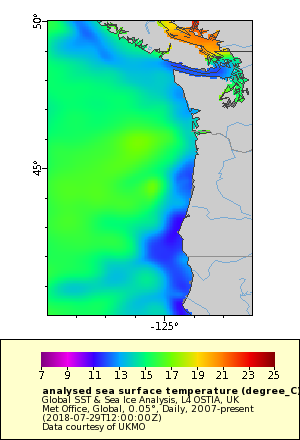 50°
45°
-125°
7 9 11 13 15 17 19 21 23 25
analysed sea surface temperature (degree_C)
Global SST & Sea Ice Analysis, L4 OSTIA, UK
Met Office, Global, 0.05°, Daily, 2007-present
(2018-07-29T12:00:00Z)
Data courtesy of UKMO